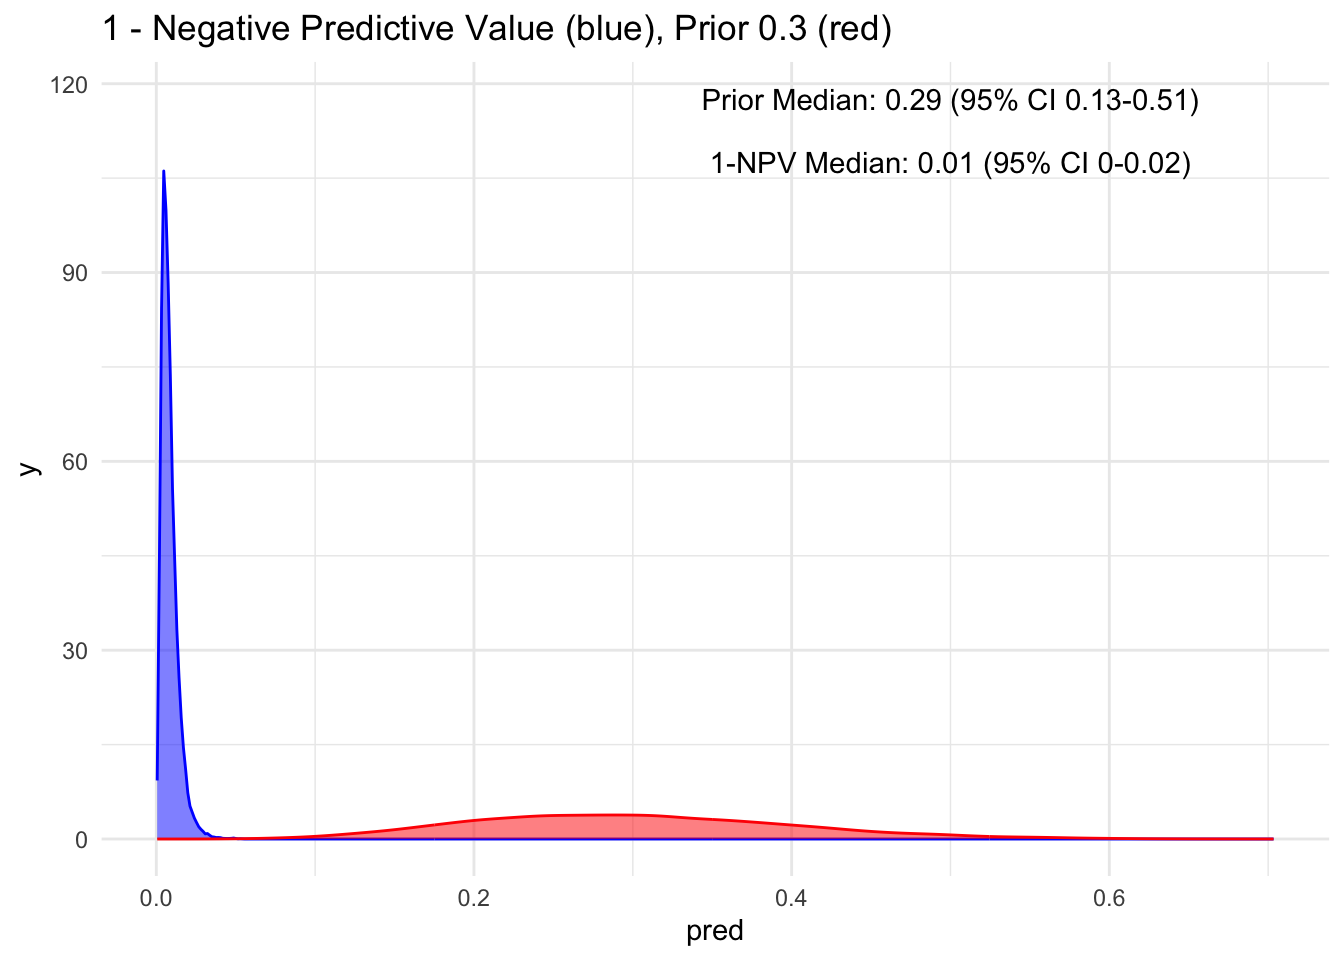 1 - Negative Predictive Value (blue), Prior 0.3 (red)
120
Prior Median: 0.29 (95% CI 0.13-0.51)
1-NPV Median: 0.01 (95% CI 0-0.02)
90
y
60
30
0
0.0
0.2
0.4
0.6
pred